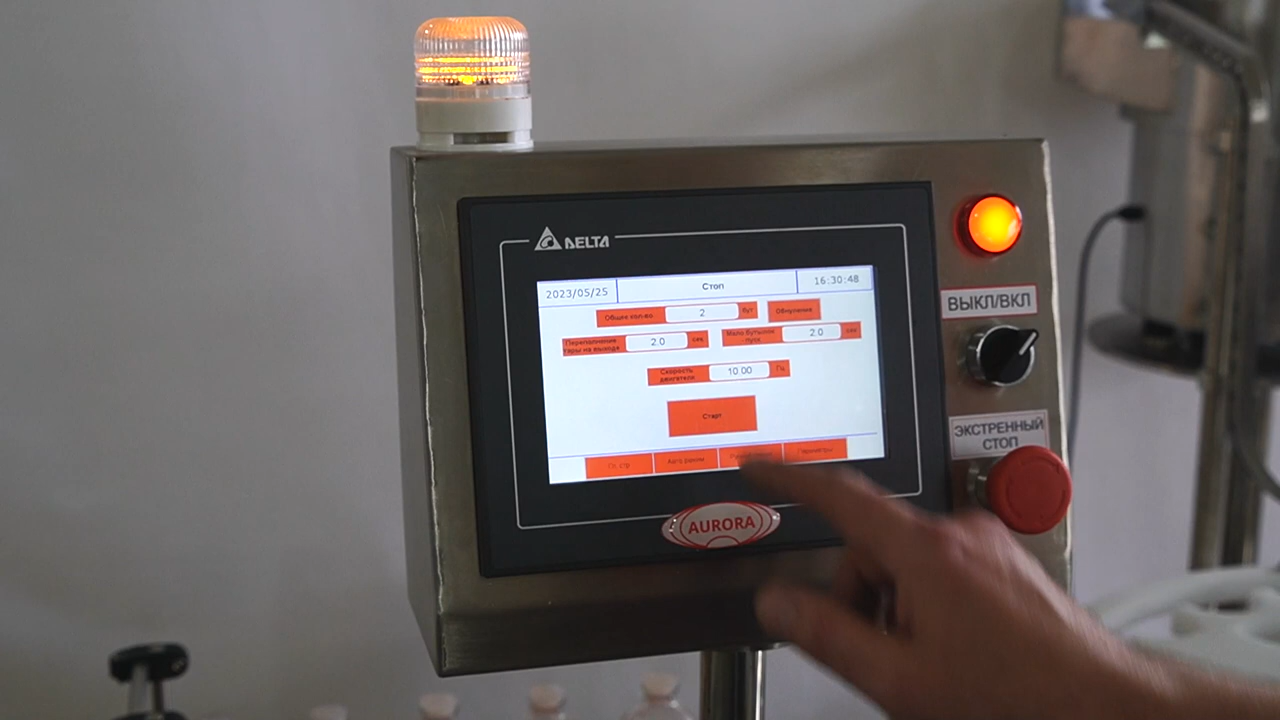 DELTA
2023/05/25
Стоп
16:30:48
Общее кол-во
2
бут
Обнуление
Переполнение
тары на выходе
2.0
сек
Мало бутылок
- пуск
2.0
сек
Скорость
двигателя
10.00
Гц
Старт
Гл. стр
Авто режим
Параметры
AURORA
ВЫКЛ/ВКЛ
ЭКСТРЕННЫЙ
СТОП